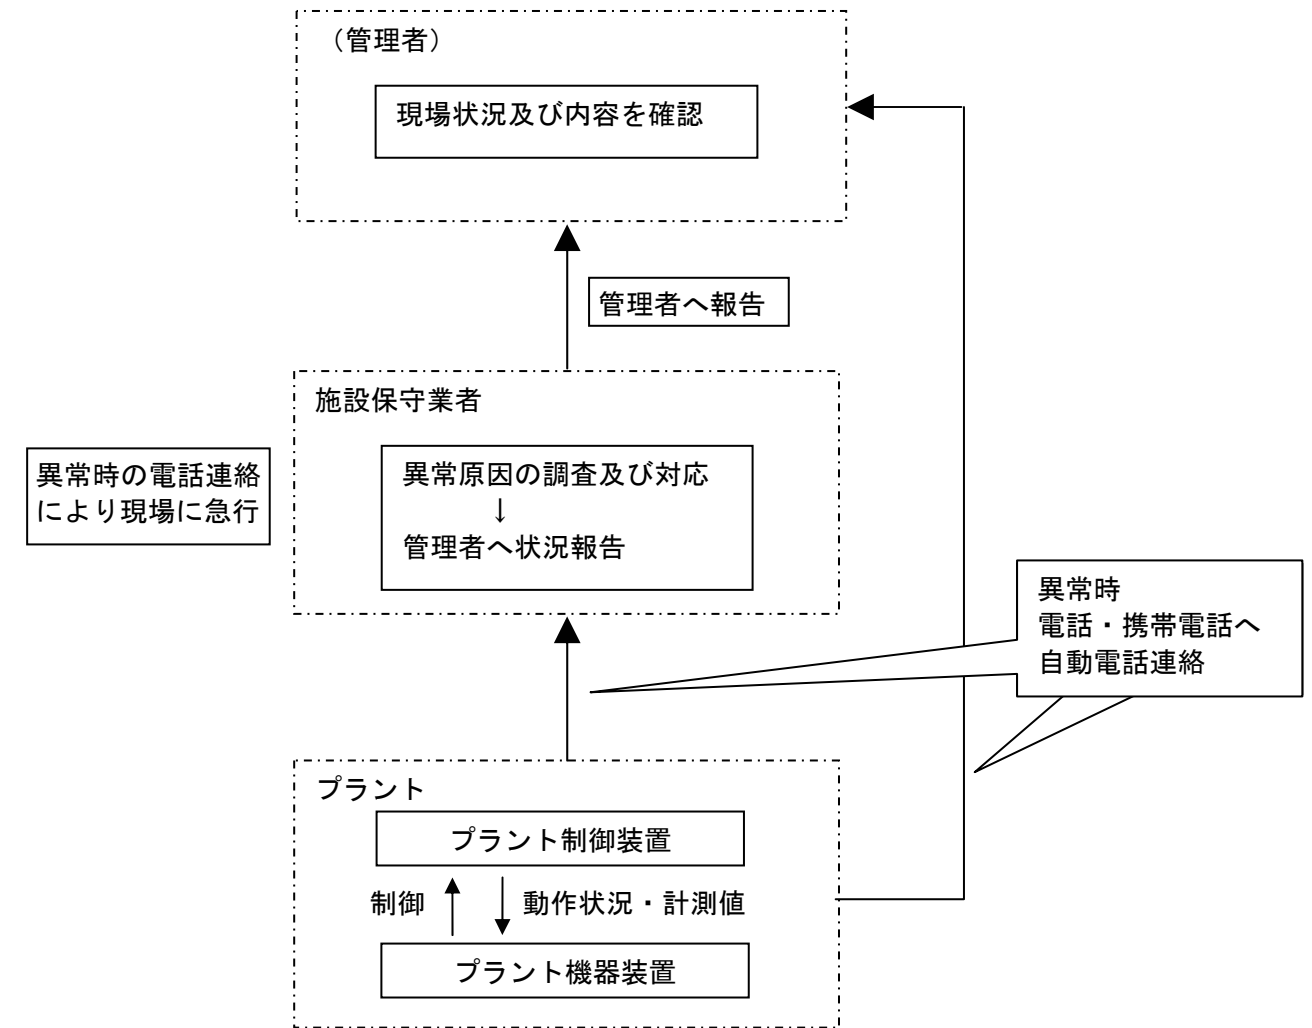 （管理者）
現場状況及び内容を確認
管理者へ報告
施設保守業者
異常時の電話連絡
により現場に急行
異常原因の調査及び対応
↓
管理者へ状況報告
異常時
電話・携帯電話へ
自動電話連絡
プラント
プラント制御装置
制御
動作状況・計測値
プラント機器装置